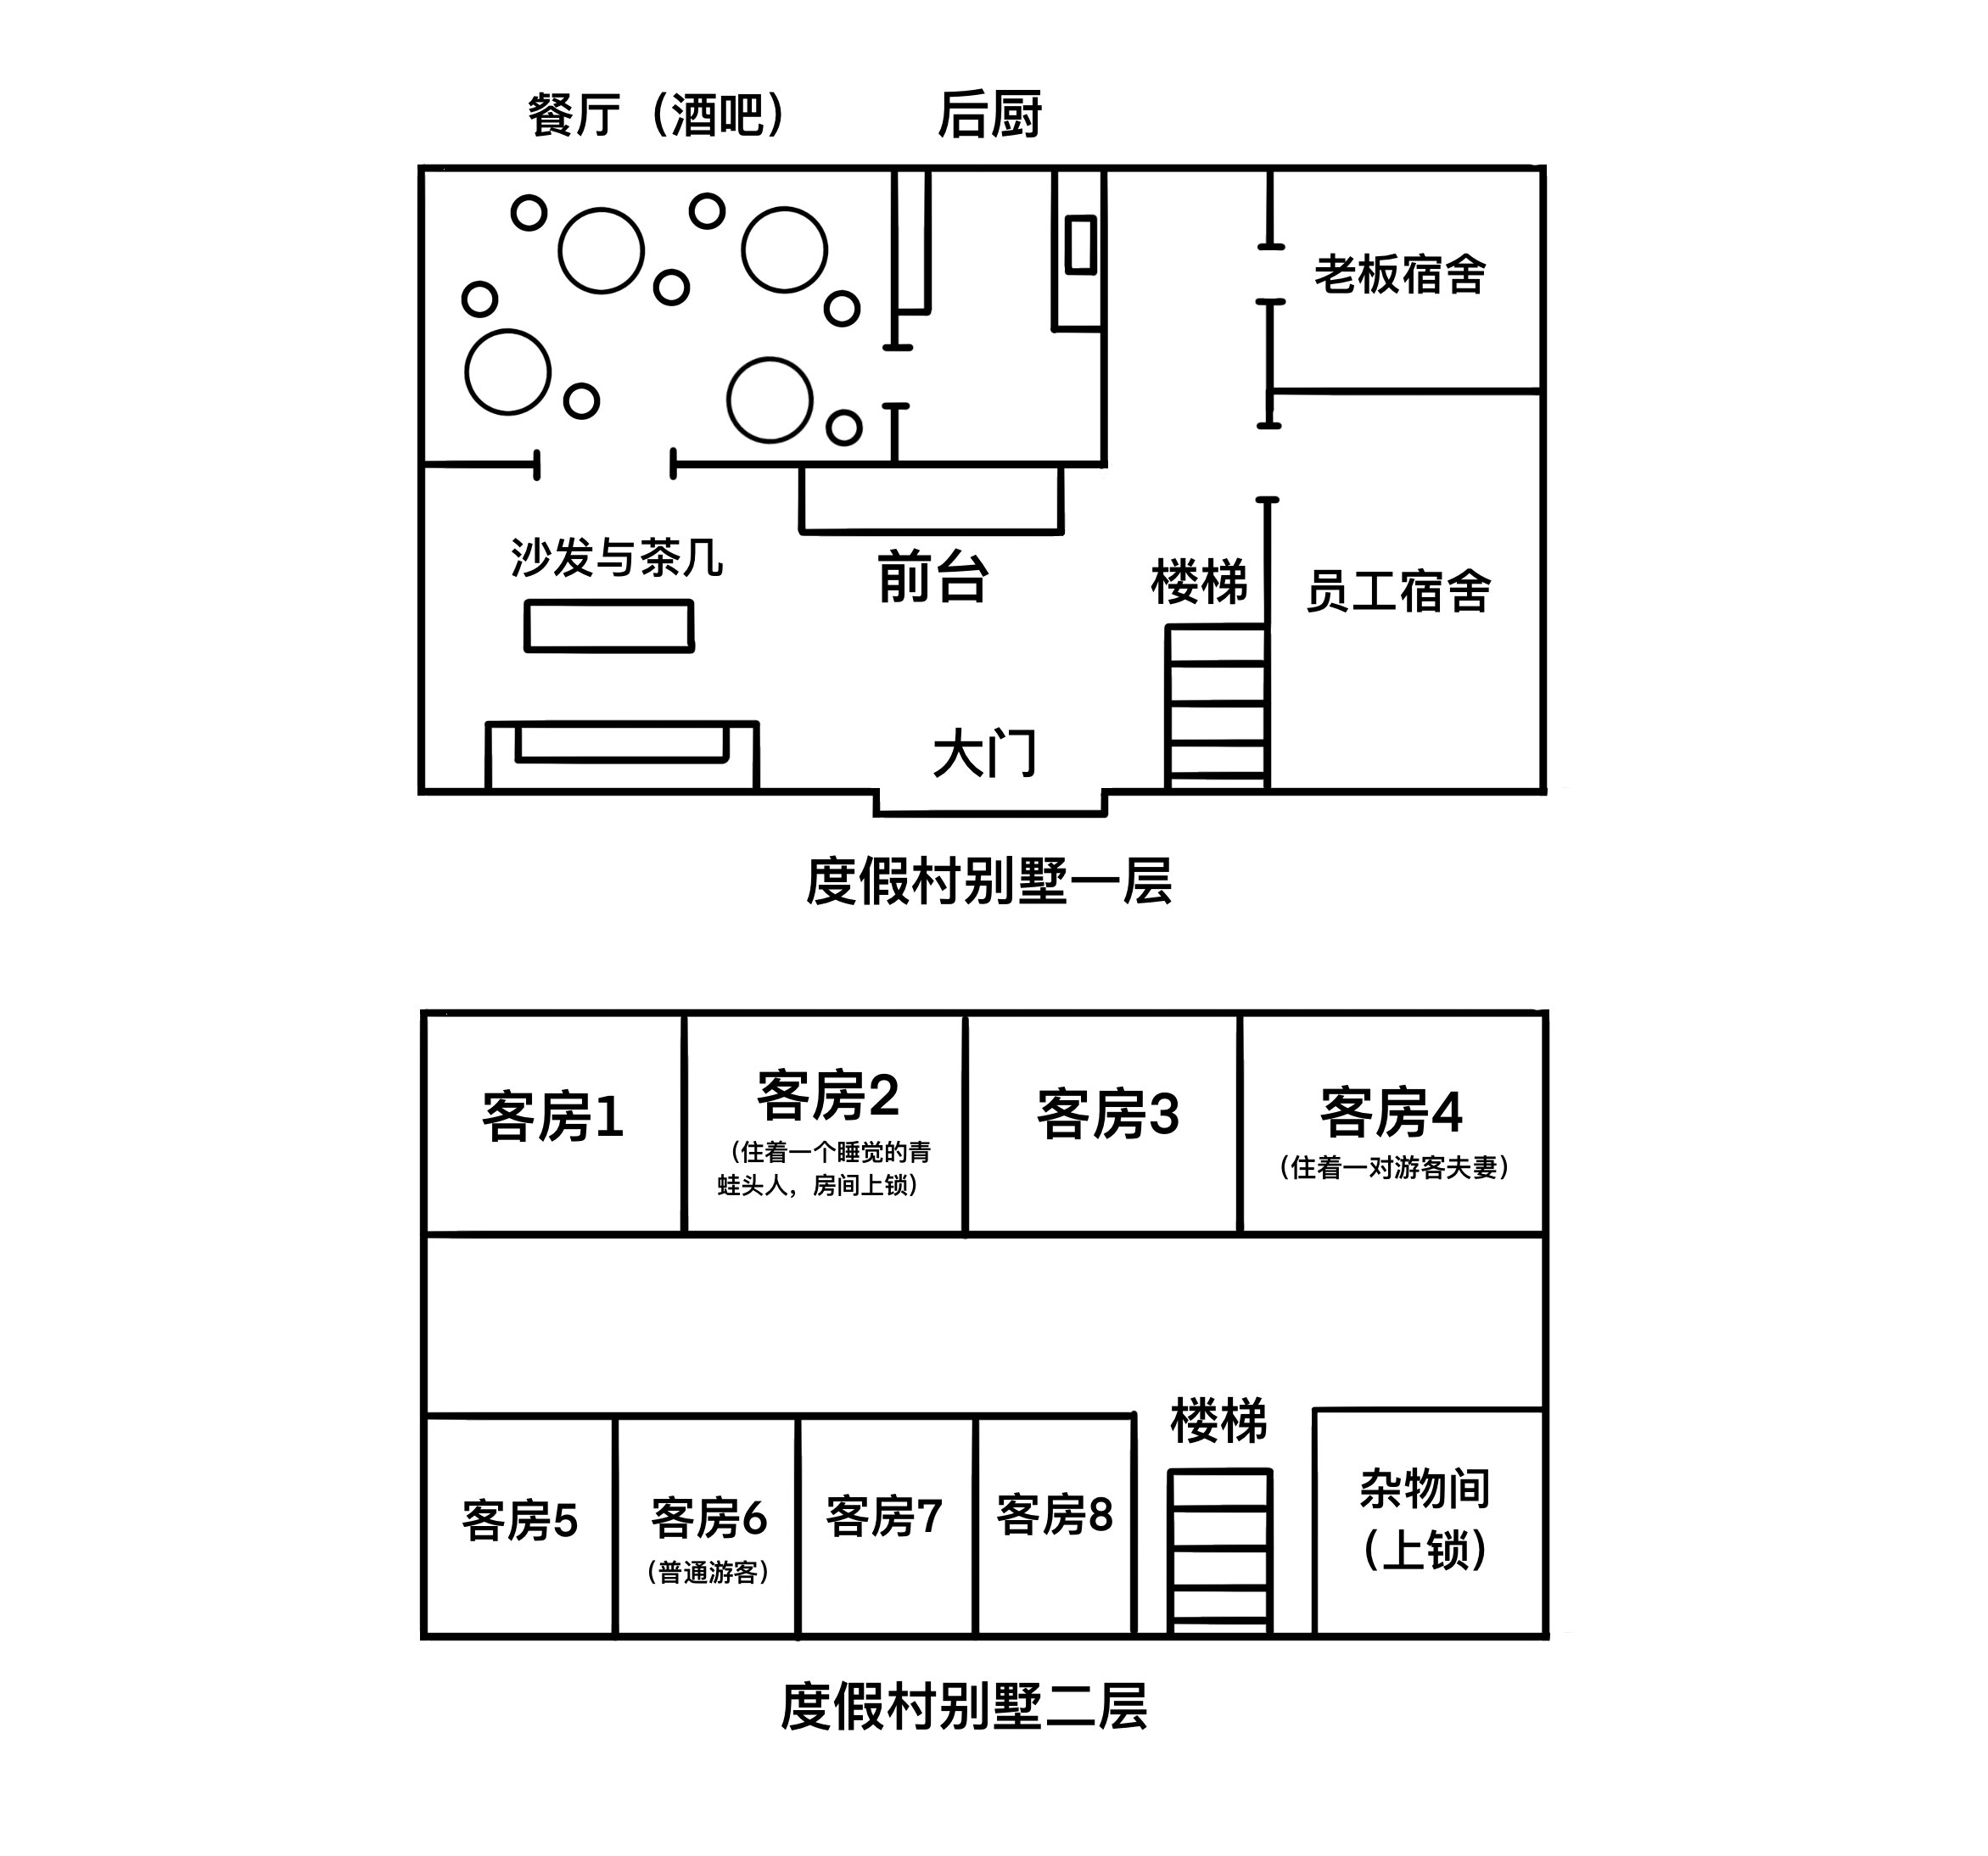 餐厅（酒吧）
后厨
老板宿舍
沙发与茶几
前台
楼梯
员工宿舍
大门
度假村别墅一层
客房1
客房2
（住着一个睡觉的青
蛙头人，房间上锁）
客房3
客房4
（住着一对游客夫妻）
楼梯
客房5
客房6
（普通游客）
客房7
客房8
杂物间
（上锁）
度假村别墅二层